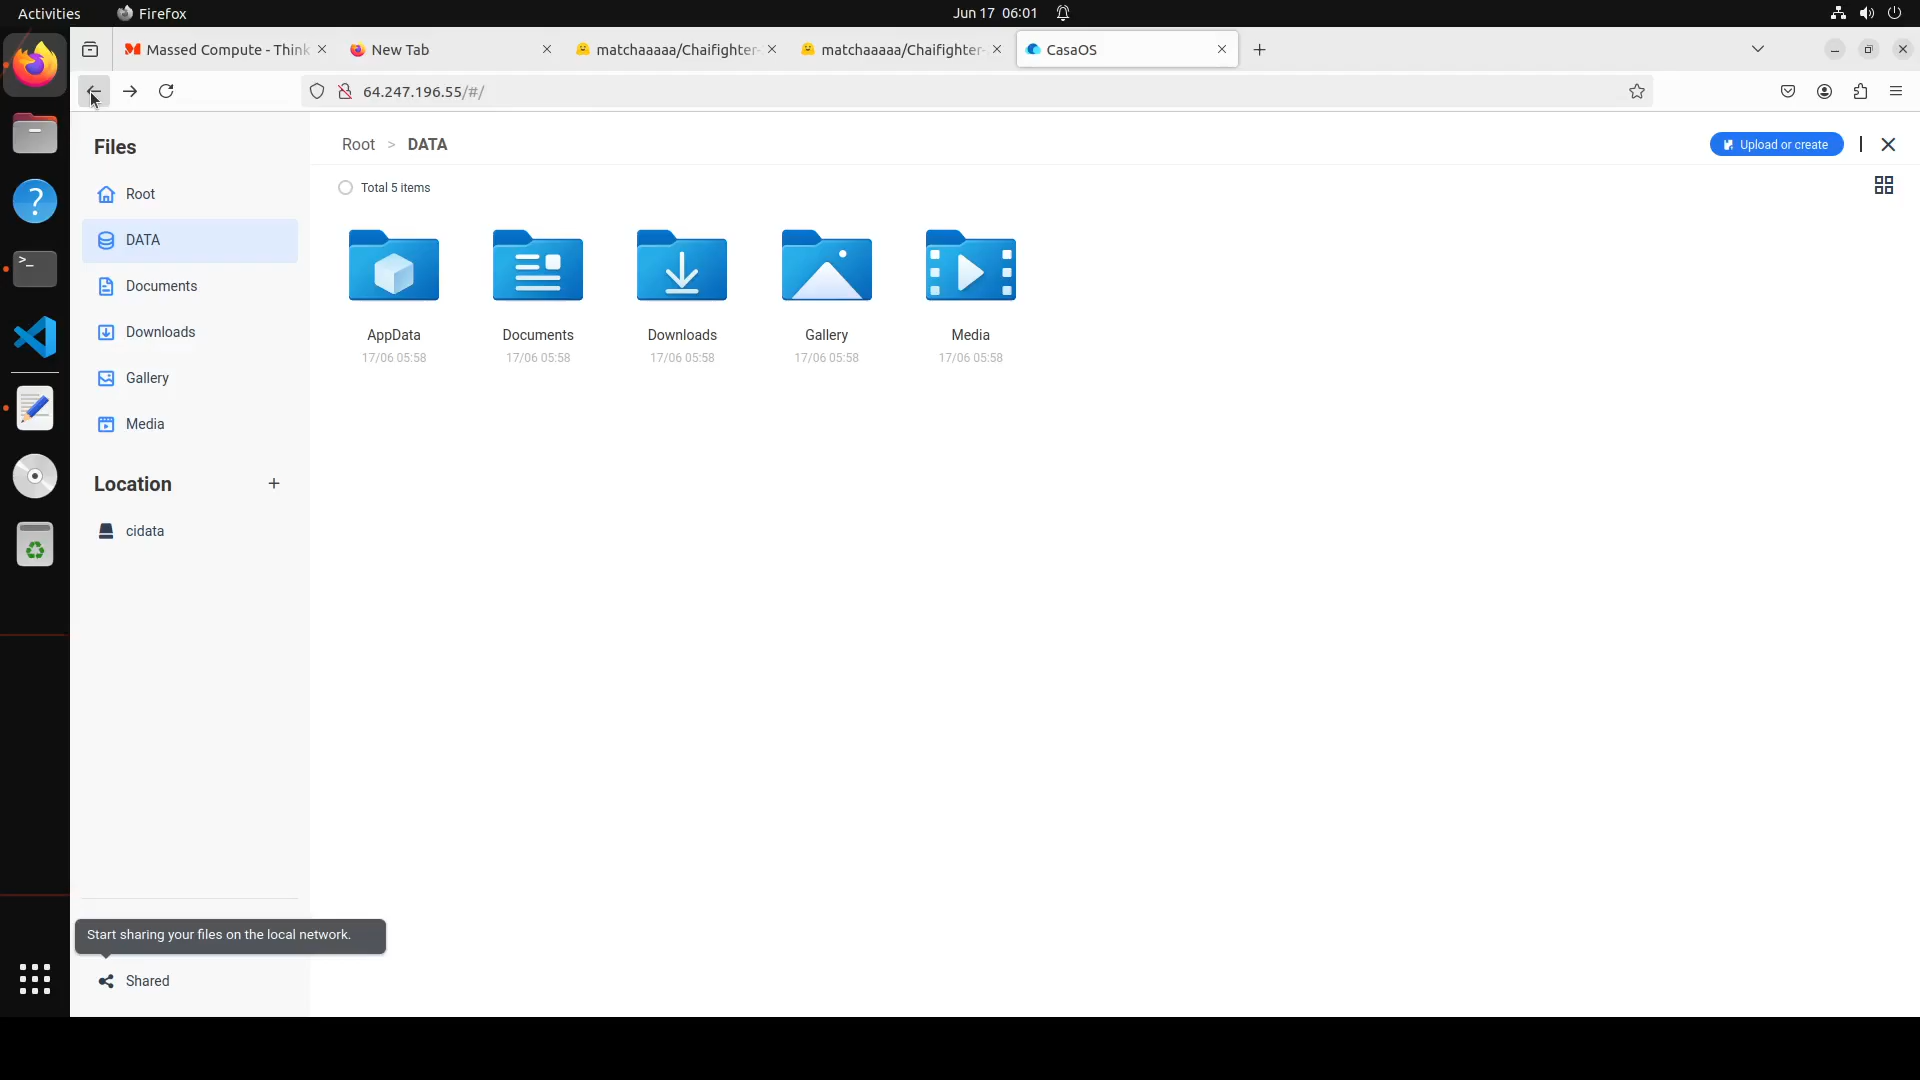 Activities
Firefox
Jun 17 06:01
Massed Compute - Think
New Tab
matchaaaaa/Chaifighter-
matchaaaaa/Chaifighter-
CasaOS
64.247.196.55/#/
Files
Root
DATA
Documents
Downloads
Gallery
Media
Location
+
cidata
Start sharing your files on the local network.
Shared
Root > DATA
Upload or create
Total 5 items
AppData
17/06 05:58
Documents
17/06 05:58
Downloads
17/06 05:58
Gallery
17/06 05:58
Media
17/06 05:58